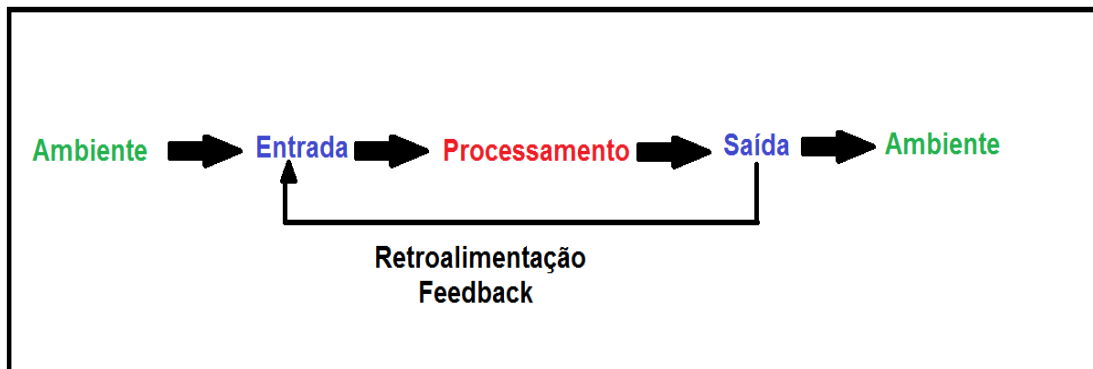 Ambiente Entrada Processamento Saída Ambiente
Retroalimentação
Feedback